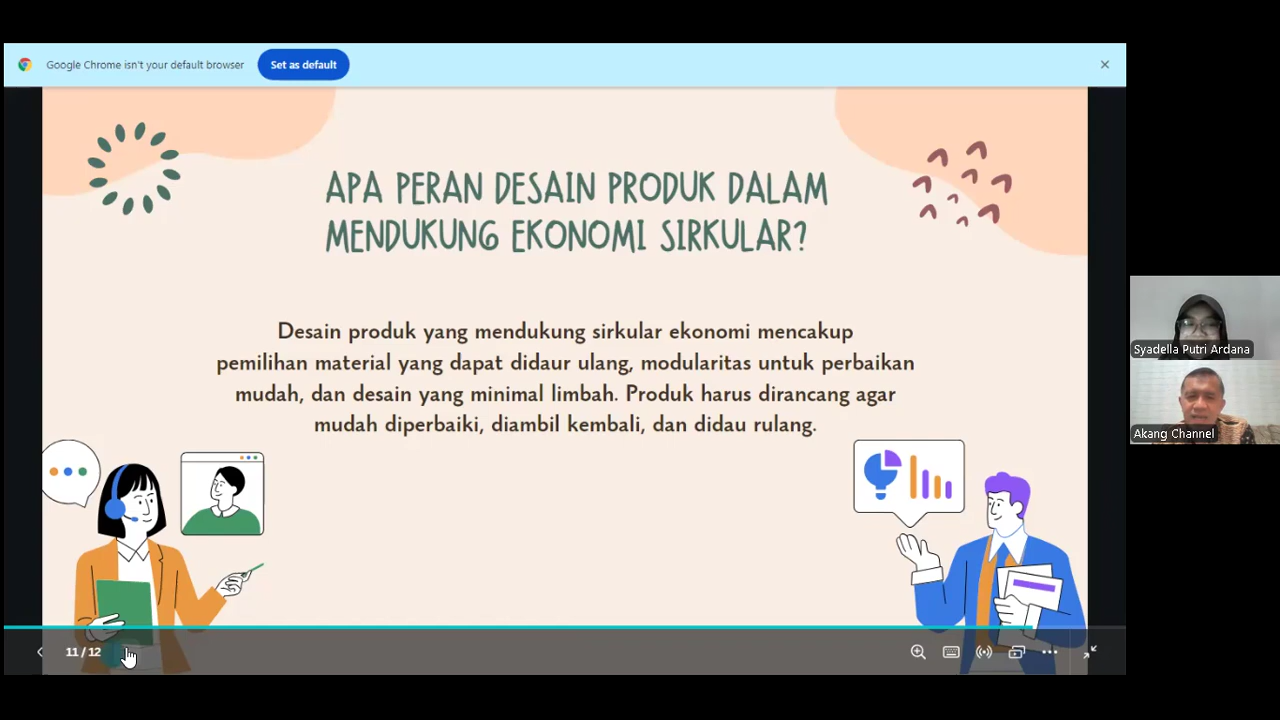 Google Chrome isn't your default browser
Set as default
APA PERAN DESAIN PRODUK DALAM
MENDUKUNG EKONOMI SIRKULAR?
Desain produk yang mendukung sirkular ekonomi mencakup
pemilihan material yang dapat didaur ulang, modularitas untuk perbaikan
mudah, dan desain yang minimal limbah. Produk harus dirancang agar
mudah diperbaiki, diambil kembali, dan didau rulang.
Syadella Putri Ardana
Akang Channel
11 / 12